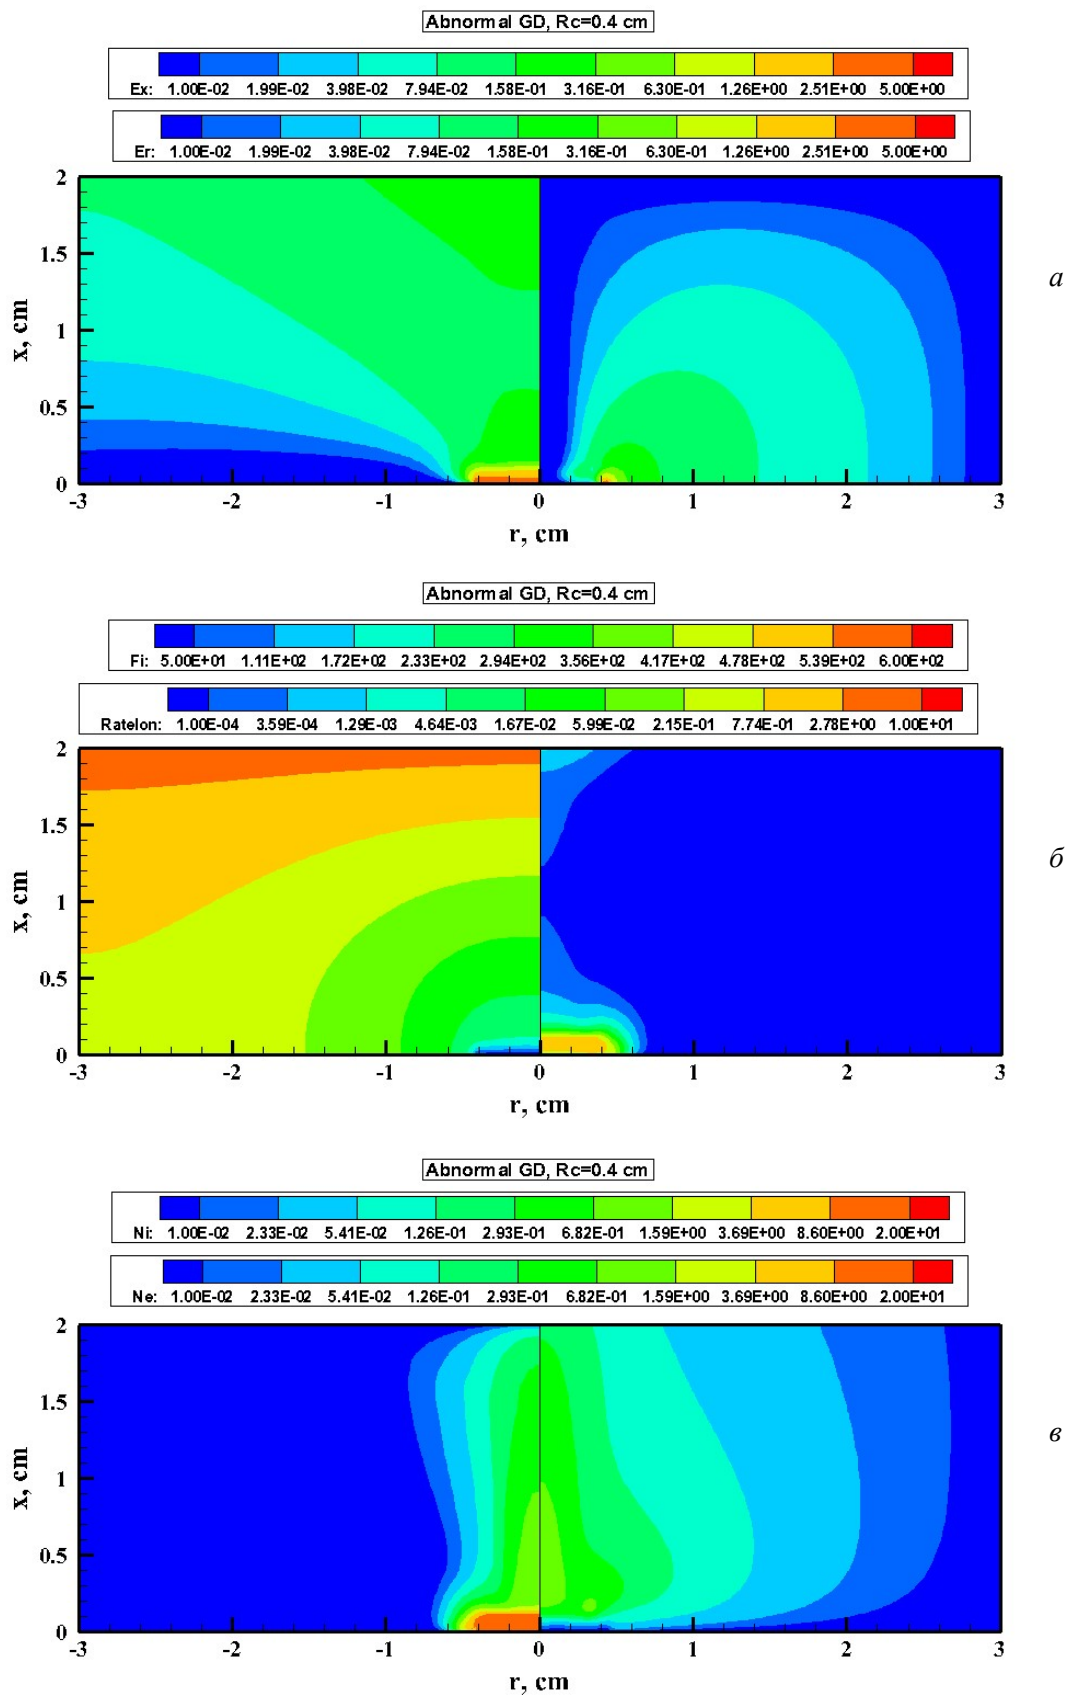 Abnormal GD, Rc=0.4 cm
Ex: 1.00E-02 1.99E-02 3.98E-02 7.94E-02 1.58E-01 3.16E-01 6.30E-01 1.26E+00 2.51E+00 5.00E+00
Er: 1.00E-02 1.99E-02 3.98E-02 7.94E-02 1.58E-01 3.16E-01 6.30E-01 1.26E+00 2.51E+00 5.00E+00
2
1.5
а
x, cm
1
0.5
0
-3 -2 -1 0 1 2 3
r, cm
Abnormal GD, Rc=0.4 cm
Fi: 5.00E+01 1.11E+02 1.72E+02 2.33E+02 2.94E+02 3.56E+02 4.17E+02 4.78E+02 5.39E+02 6.00E+02
RateIon: 1.00E-04 3.59E-04 1.29E-03 4.64E-03 1.67E-02 5.99E-02 2.15E-01 7.74E-01 2.78E+00 1.00E+01
2
1.5
б
x, cm
1
0.5
0
-3 -2 -1 0 1 2 3
r, cm
Abnormal GD, Rc=0.4 cm
Ni: 1.00E-02 2.33E-02 5.41E-02 1.26E-01 2.93E-01 6.82E-01 1.59E+00 3.69E+00 8.60E+00 2.00E+01
Ne: 1.00E-02 2.33E-02 5.41E-02 1.26E-01 2.93E-01 6.82E-01 1.59E+00 3.69E+00 8.60E+00 2.00E+01
2
1.5
в
x, cm
1
0.5
0
-3 -2 -1 0 1 2 3
r, cm